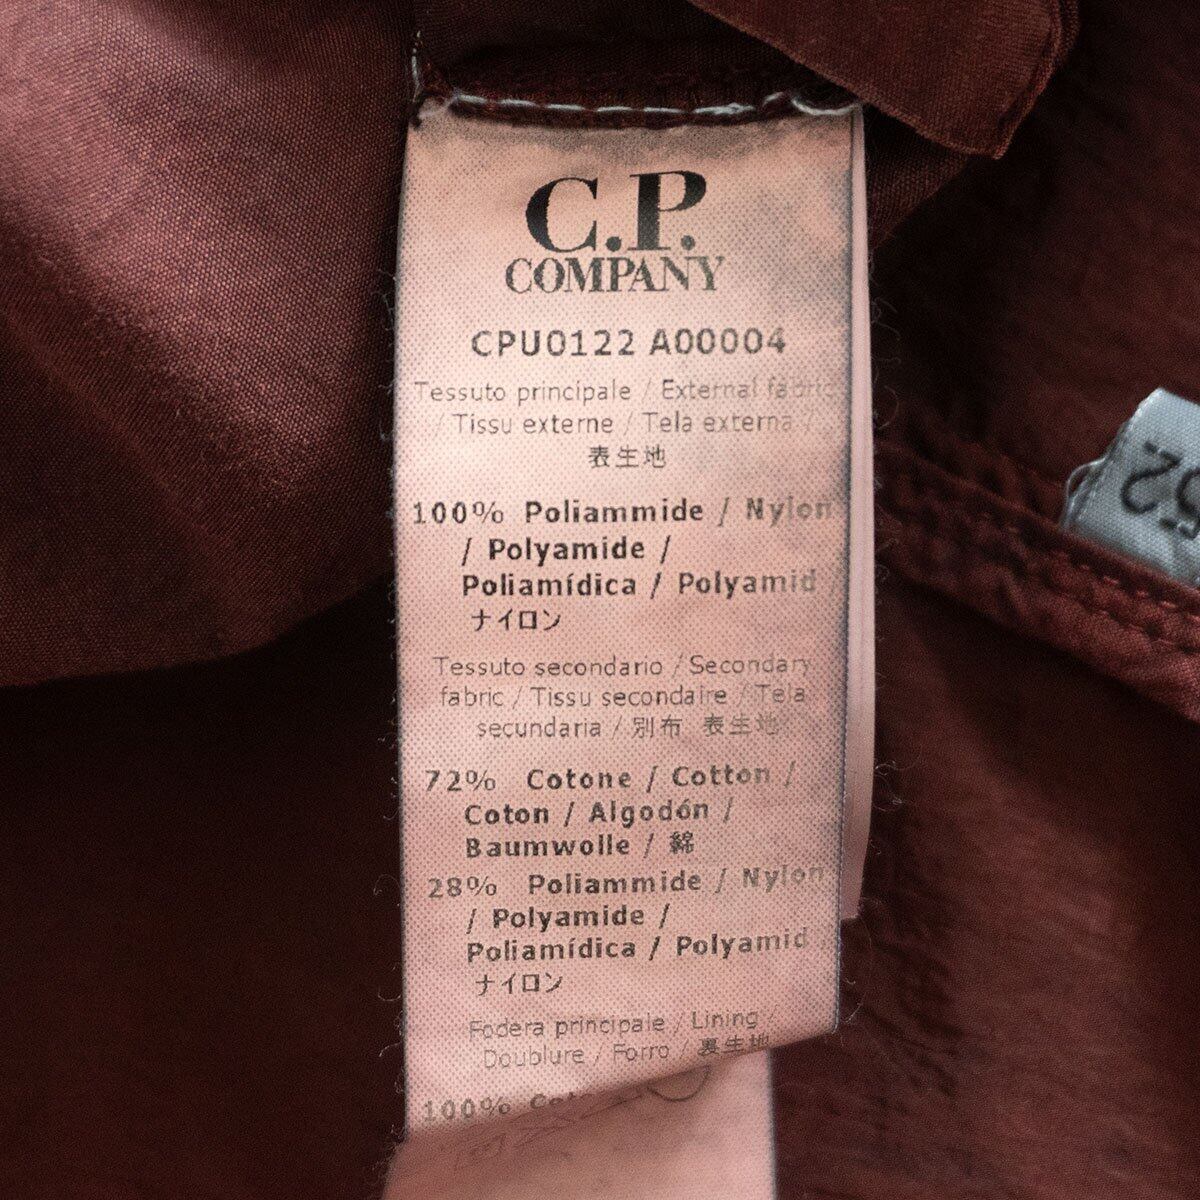 C.P.
COMPANY
CPU0122 A00004
Tessuto principale / External fabric
/ Tissu externe / Tela externa /
表生地
100% Poliammide / Nylon
/ Polyamide /
Poliamídica / Polyamid /
ナイロン
Tessuto secondario / Secondary
fabric / Tissu secondaire / Tela
secundaria / 別布 表生地
72% Cotone / Cotton /
Coton / Algodón /
Baumwolle / 綿
28% Poliammide / Nylon
/ Polyamide /
Poliamídica / Polyamid /
ナイロン
Fodera principale / Lining /
Doublure / Forro / 裏生地
100%
52